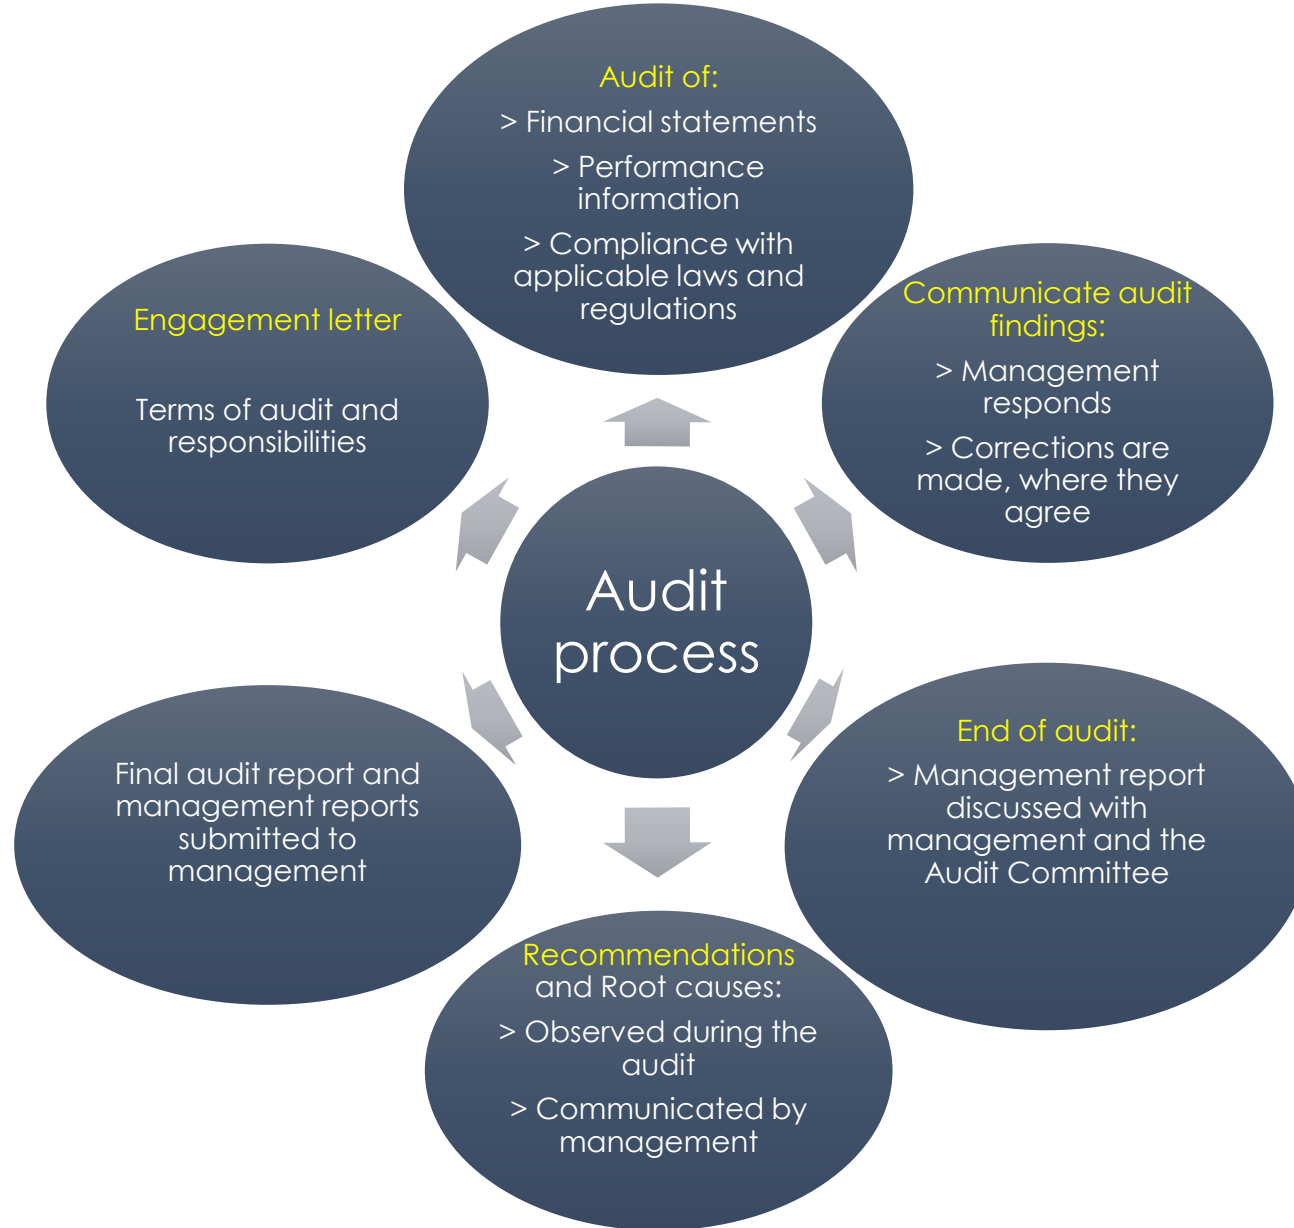 Audit of:
> Financial statements
> Performance
information
> Compliance with
applicable laws and
regulations
Engagement letter
Terms of audit and
responsibilities
Communicate audit
findings:
> Management
responds
> Corrections are
made, where they
agree
Audit
process
Final audit report and
management reports
submitted to
management
End of audit:
> Management report
discussed with
management and the
Audit Committee
Recommendations
and Root causes:
> Observed during the
audit
> Communicated by
management